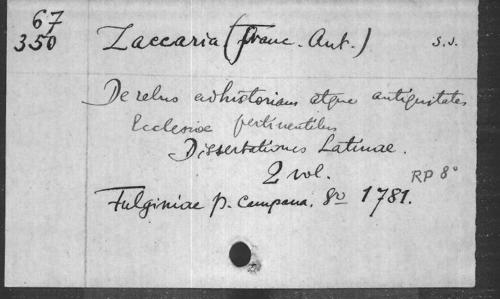 67
350
Zaccaria (Franc. Ant.) S.J.
De rebus ad historiam atque antiquitates
Ecclesiae pertinentibus
Dissertationes Latinae.
2 vol. RP 8°
Fulginiae p. Campana. 8º 1781.